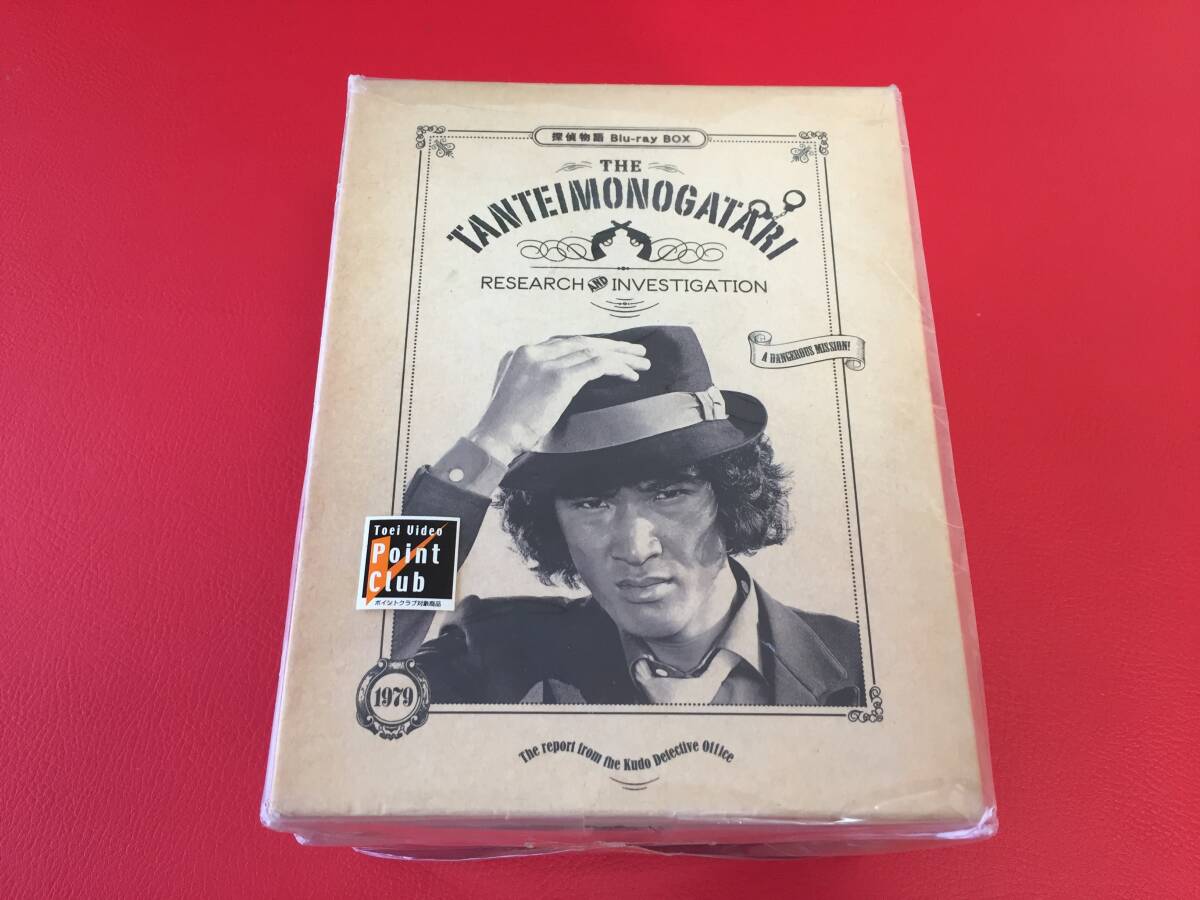 探偵物語 Blu-ray BOX
THE
TANTEIMONOGATARI
RESEARCH AND INVESTIGATION
A DANGEROUS MISSION!
Toei Video
Point
Club
ポイントクラブ対象商品
1979
The report from the Kudo Detective Office